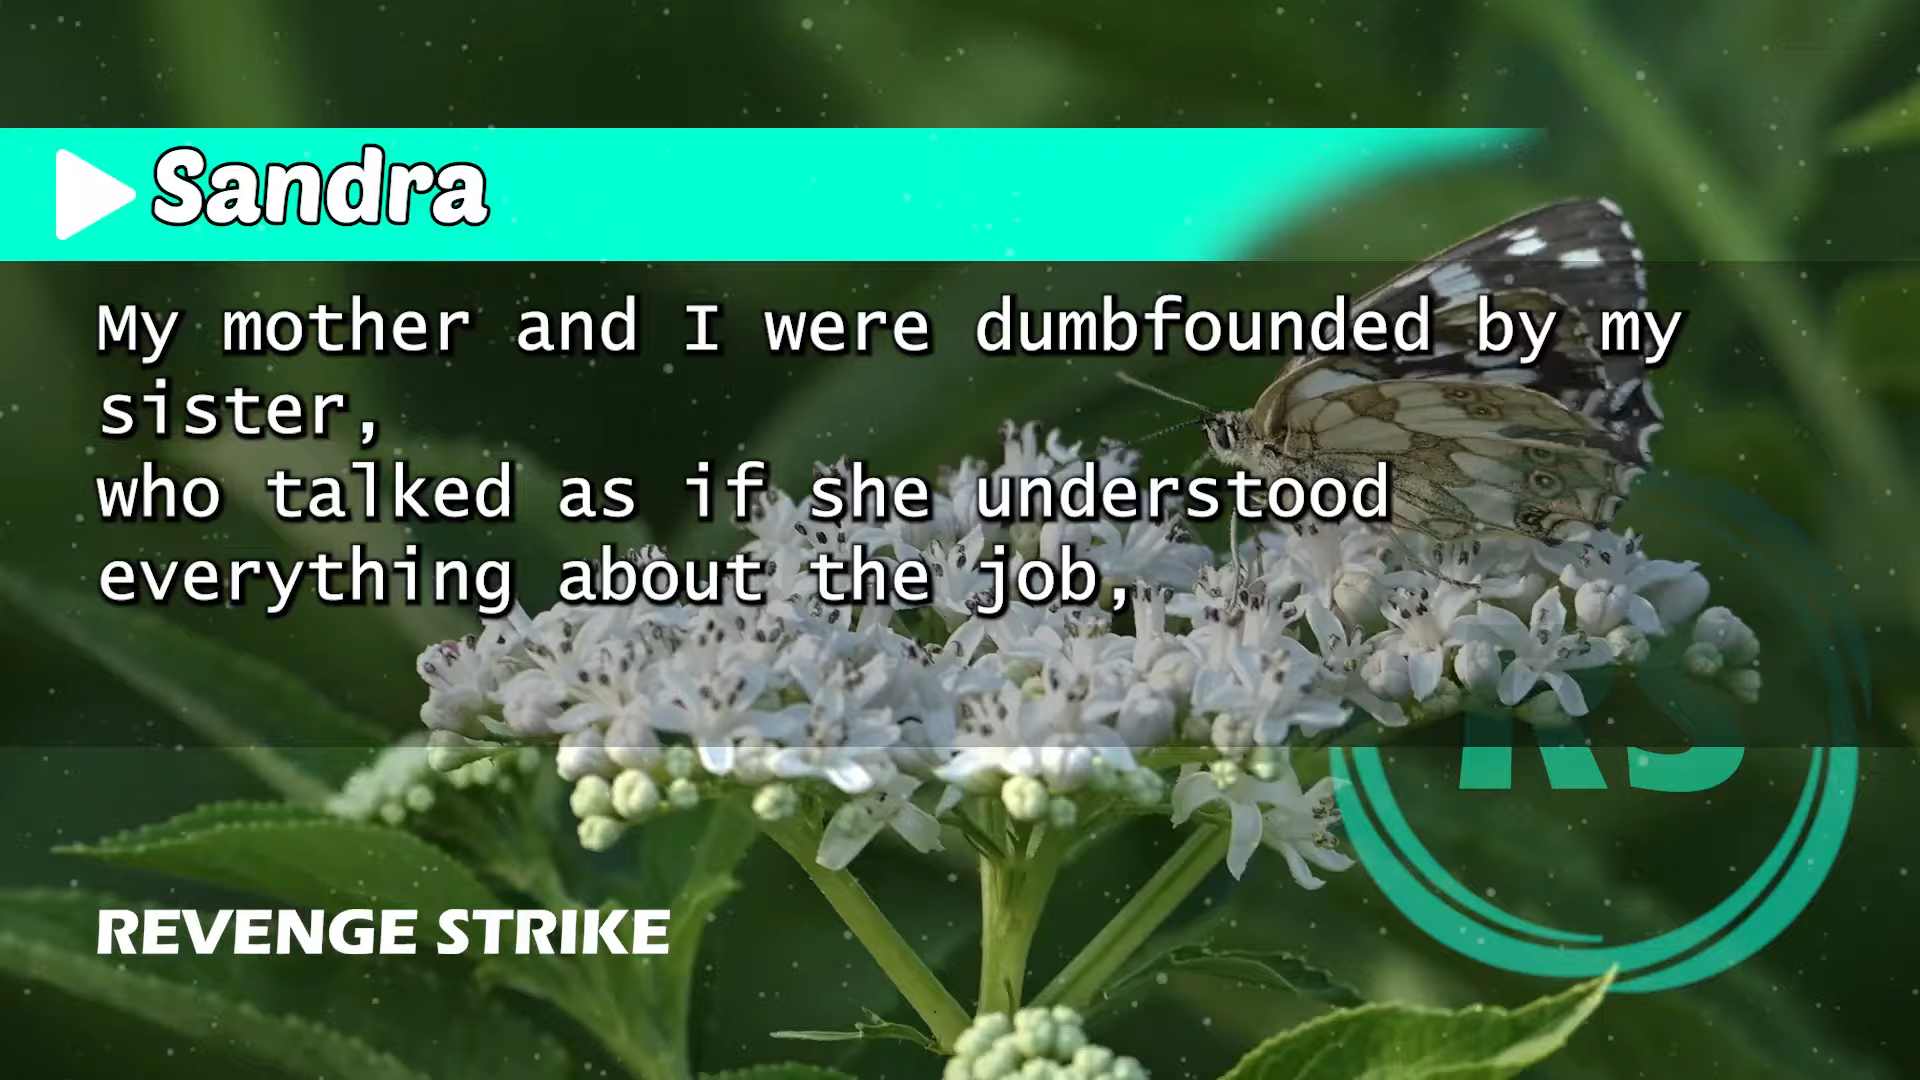 Sandra
My mother and I were dumbfounded by my
sister,
who talked as if she understood
everything about the job,
RS
REVENGE STRIKE